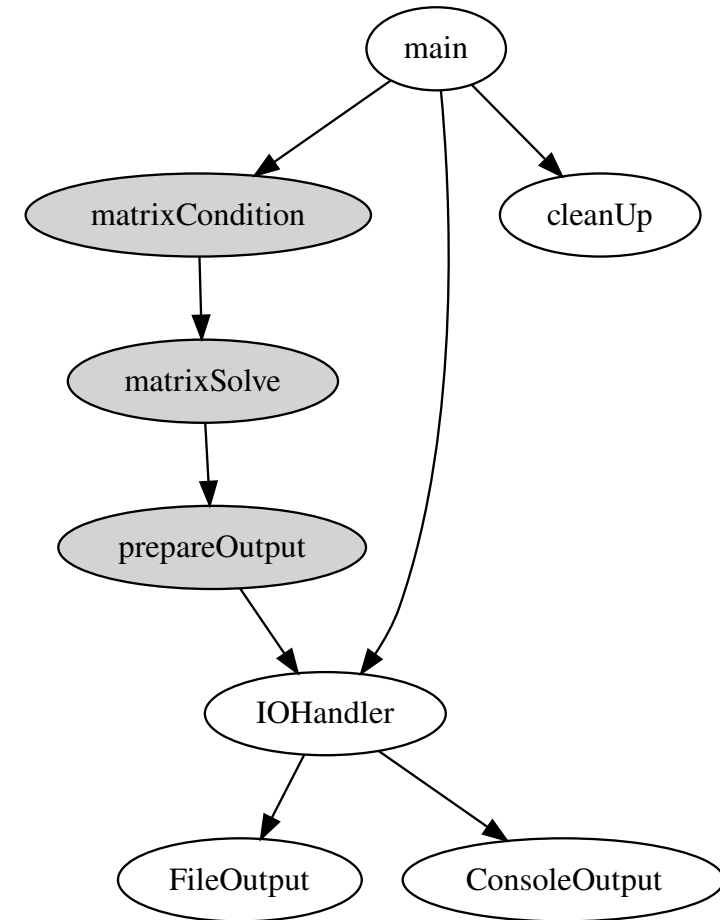 main
matrixCondition
cleanUp
matrixSolve
prepareOutput
IOHandler
FileOutput
ConsoleOutput